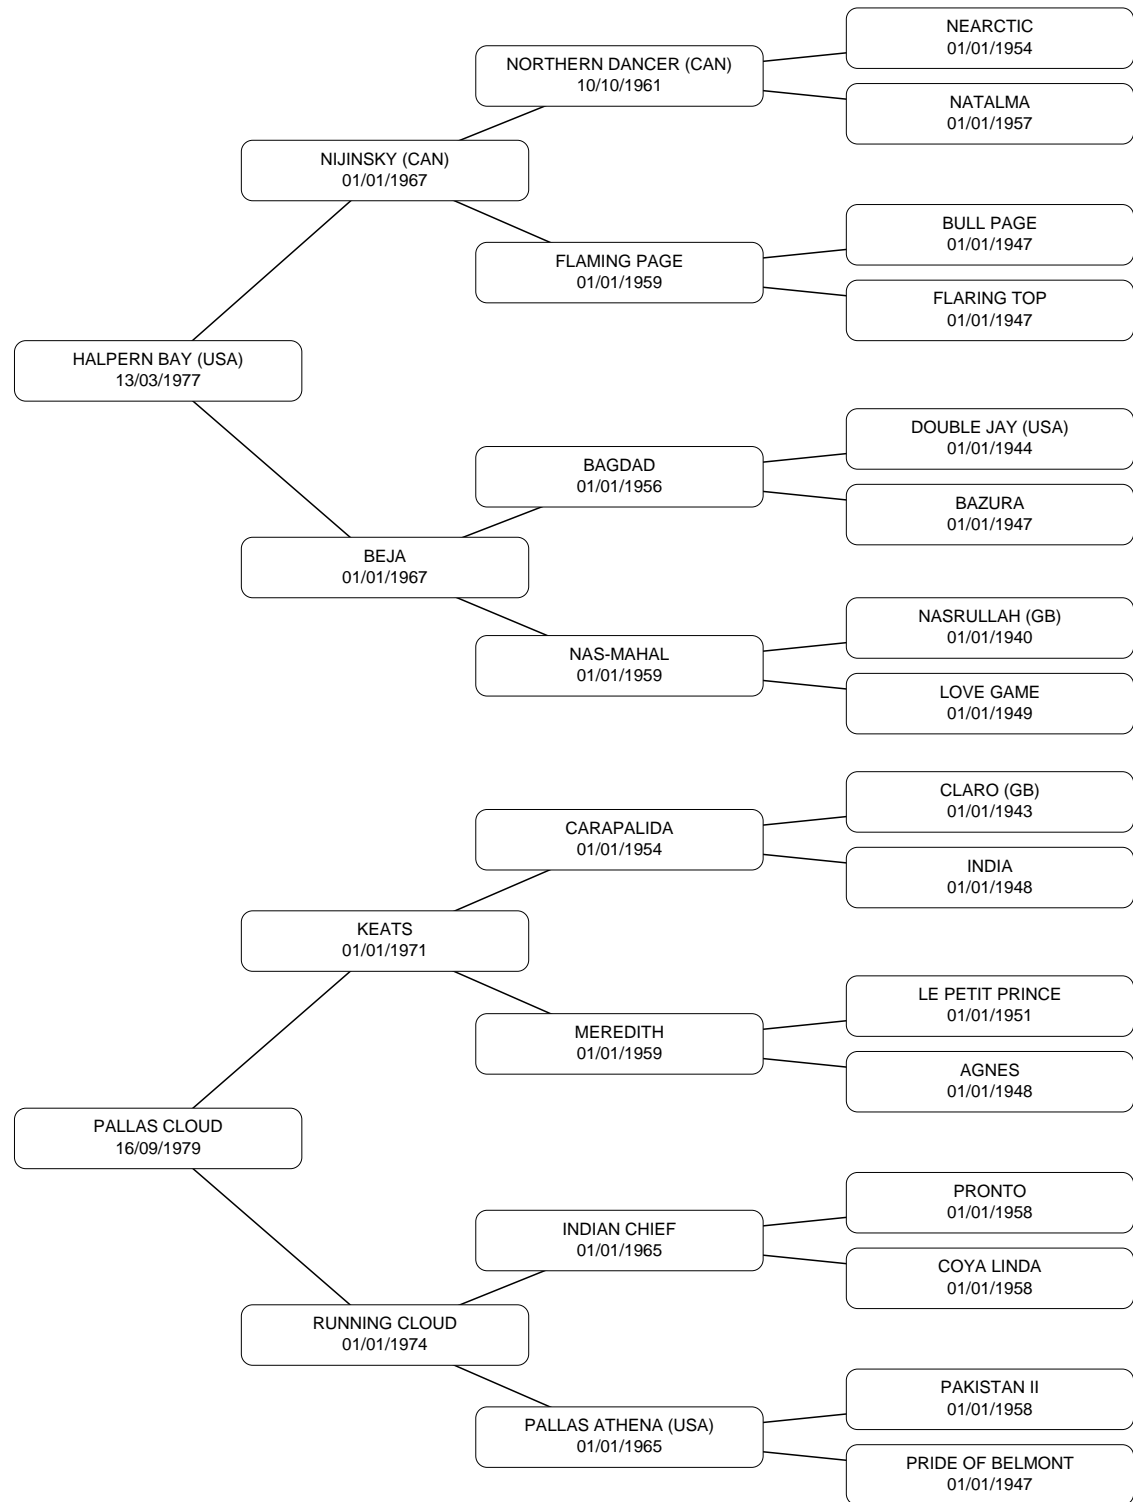 NEARCTIC
01/01/1954
NORTHERN DANCER (CAN)
10/10/1961
NATALMA
01/01/1957
NIJINSKY (CAN)
01/01/1967
BULL PAGE
01/01/1947
FLAMING PAGE
01/01/1959
FLARING TOP
01/01/1947
HALPERN BAY (USA)
13/03/1977
DOUBLE JAY (USA)
01/01/1944
BAGDAD
01/01/1956
BAZURA
01/01/1947
BEJA
01/01/1967
NASRULLAH (GB)
01/01/1940
NAS-MAHAL
01/01/1959
LOVE GAME
01/01/1949
CLARO (GB)
01/01/1943
CARAPALIDA
01/01/1954
INDIA
01/01/1948
KEATS
01/01/1971
LE PETIT PRINCE
01/01/1951
MEREDITH
01/01/1959
AGNES
01/01/1948
PALLAS CLOUD
16/09/1979
PRONTO
01/01/1958
INDIAN CHIEF
01/01/1965
COYA LINDA
01/01/1958
RUNNING CLOUD
01/01/1974
PAKISTAN II
01/01/1958
PALLAS ATHENA (USA)
01/01/1965
PRIDE OF BELMONT
01/01/1947